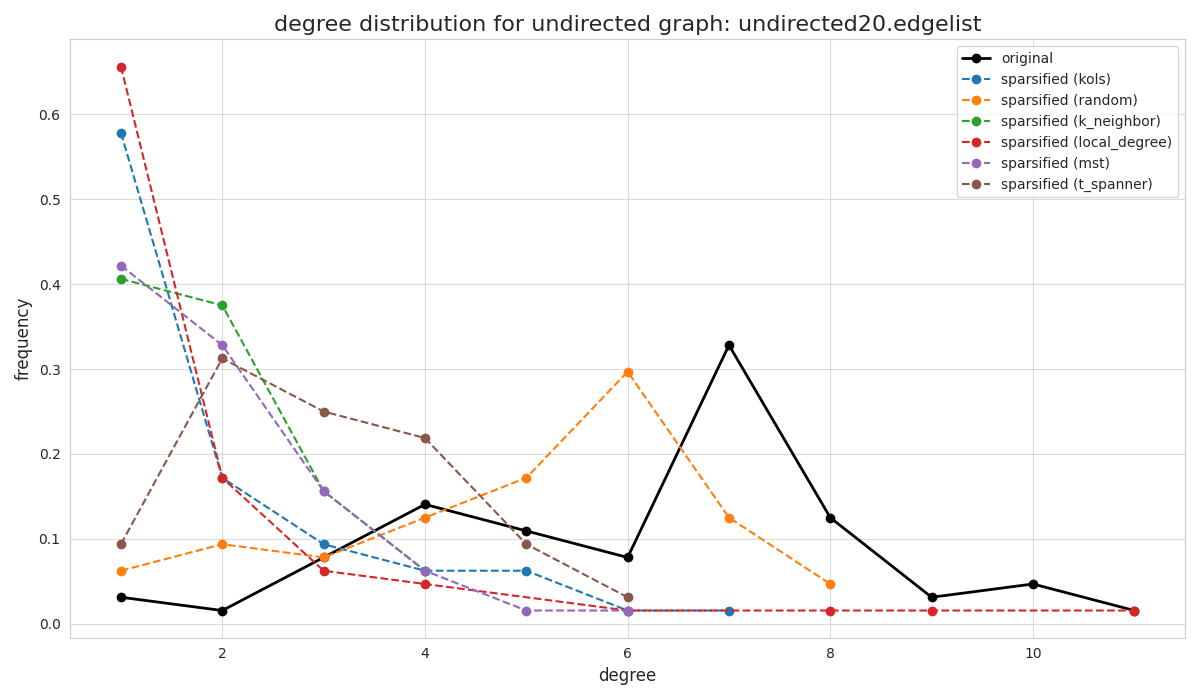 degree distribution for undirected graph: undirected20.edgelist
original
sparsified (kols)
sparsified (random)
sparsified (k_neighbor)
sparsified (local_degree)
sparsified (mst)
sparsified (t_spanner)
frequency
0.6
0.5
0.4
0.3
0.2
0.1
0.0
2 4 6 8 10
degree